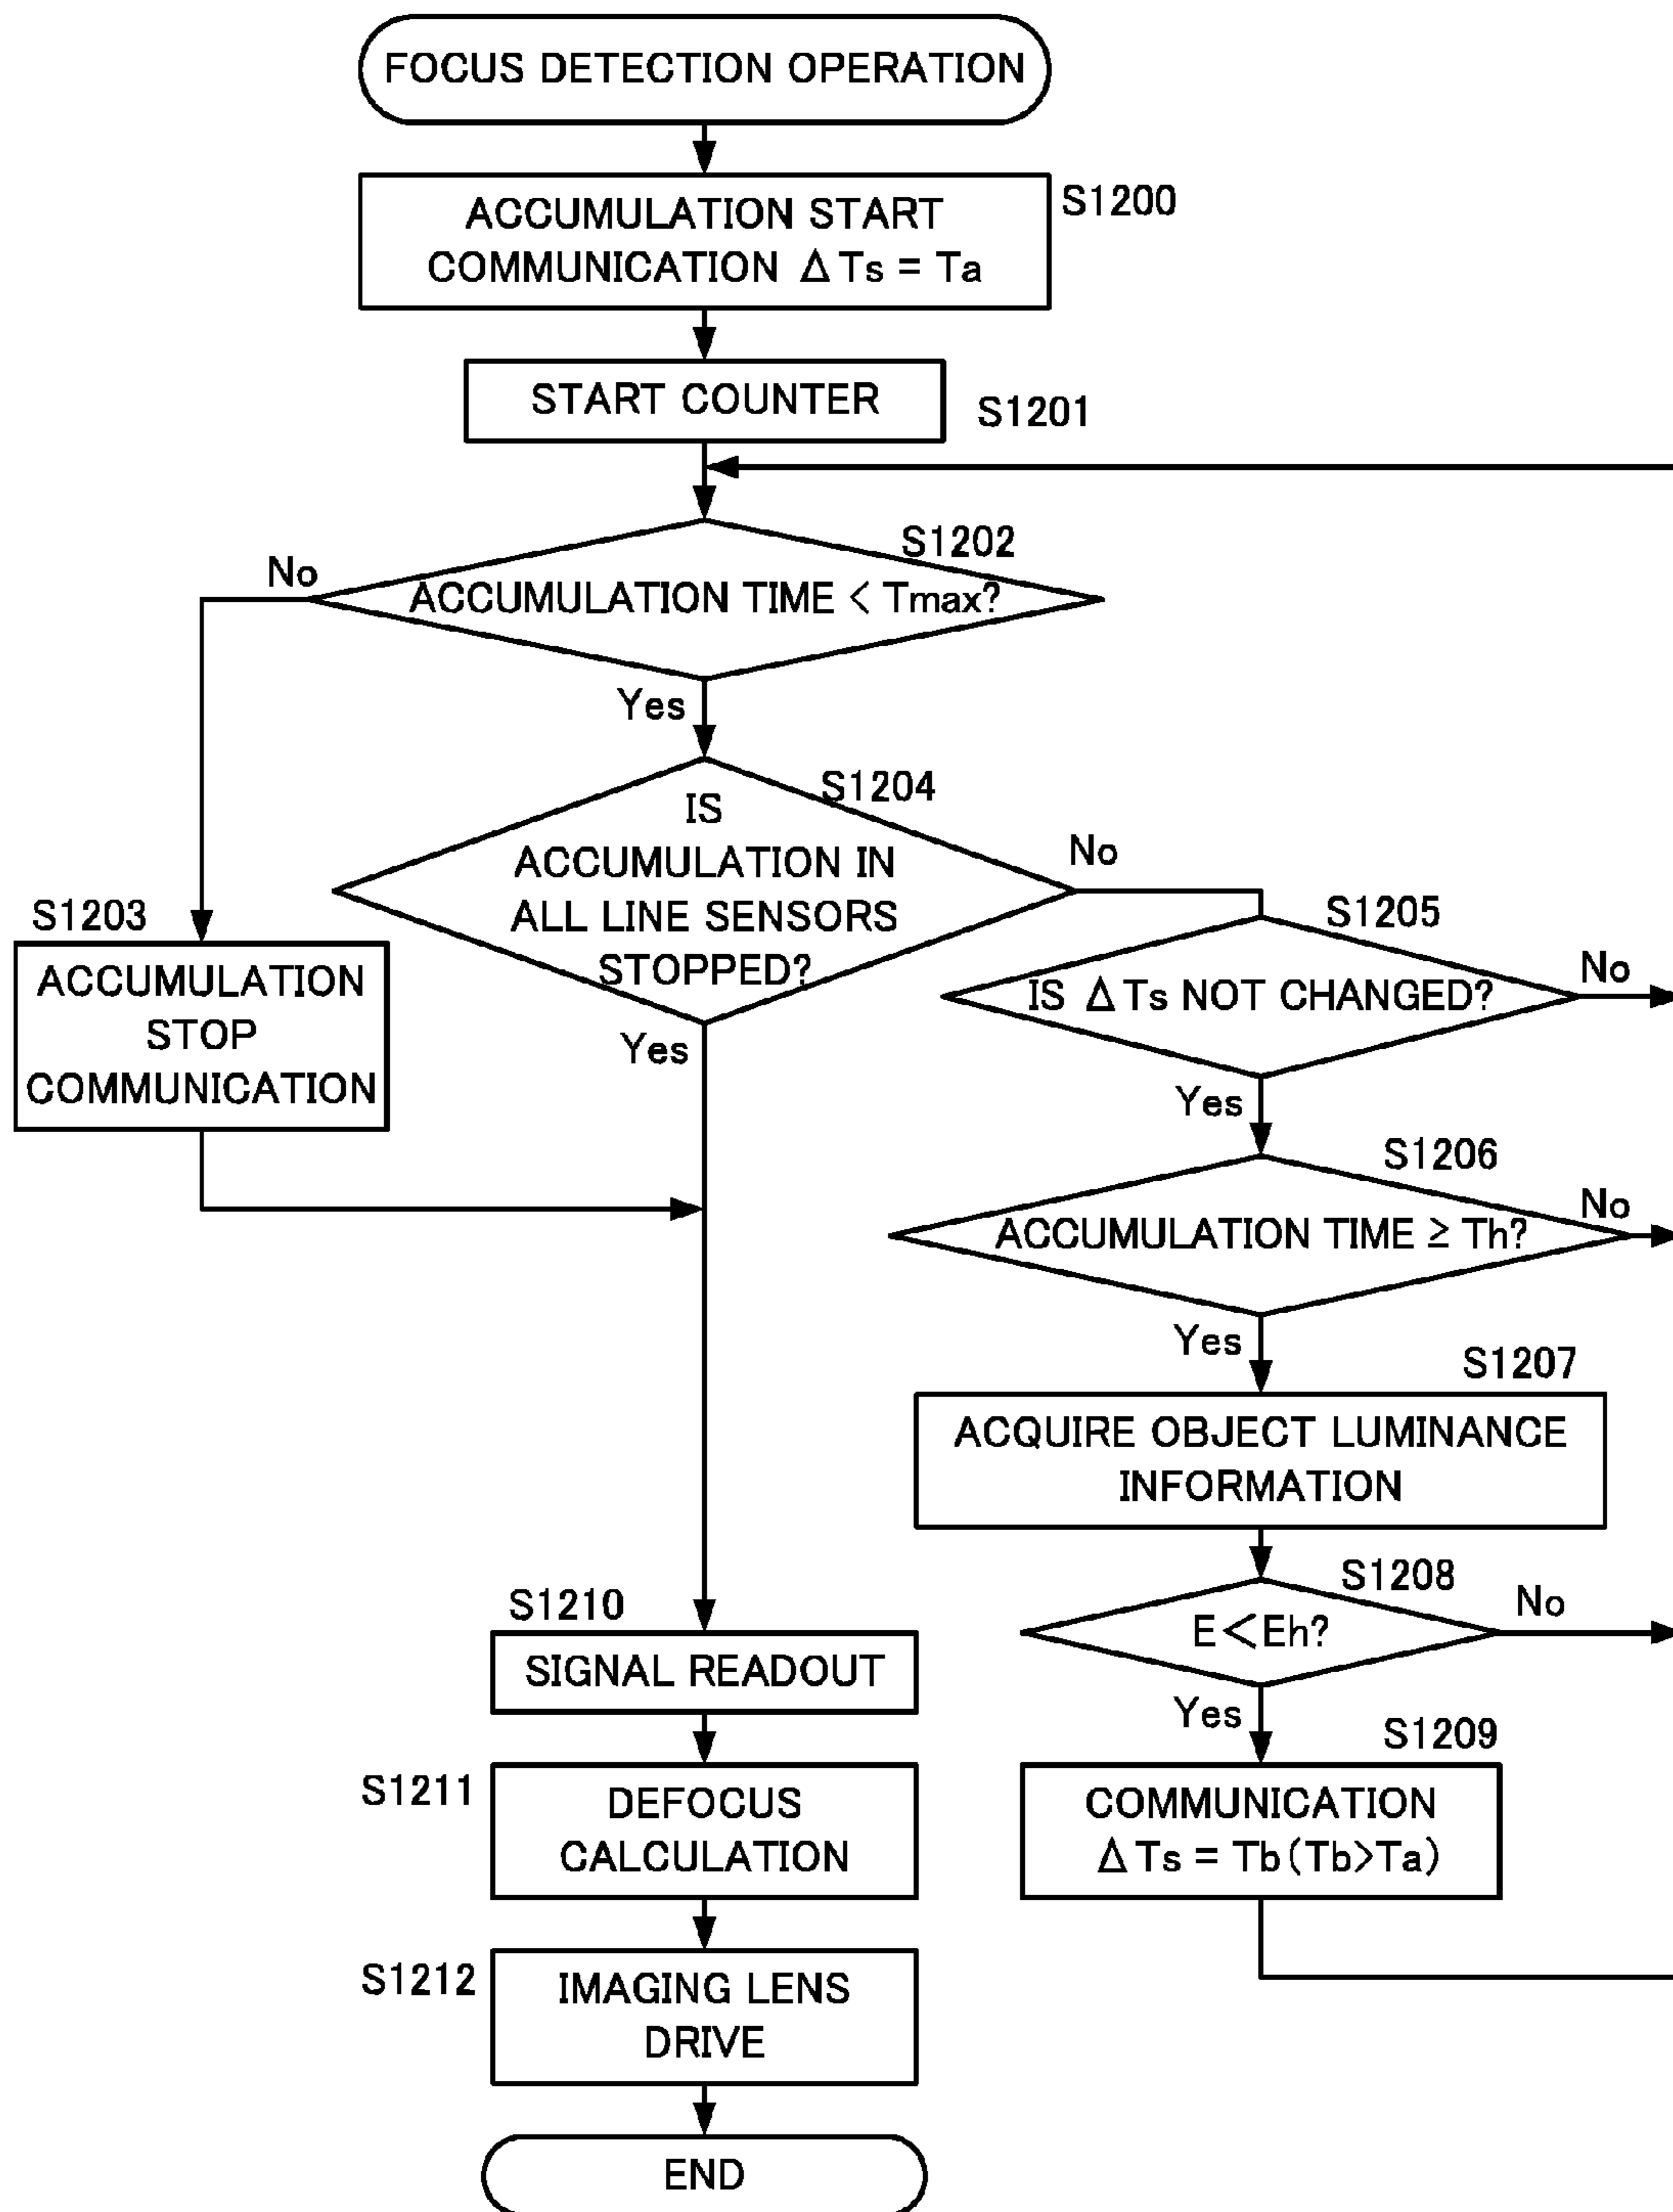 FOCUS DETECTION OPERATION
ACCUMULATION START
COMMUNICATION Δ Ts = Ta
S1200
START COUNTER
S1201
S1202
No
ACCUMULATION TIME < Tmax?
Yes
S1204
IS
ACCUMULATION IN
ALL LINE SENSORS
STOPPED?
No
Yes
S1203
ACCUMULATION
STOP
COMMUNICATION
S1205
IS Δ Ts NOT CHANGED?
No
Yes
S1206
ACCUMULATION TIME ≥ Th?
No
Yes
S1207
ACQUIRE OBJECT LUMINANCE
INFORMATION
S1208
E<Eh?
No
Yes
S1209
COMMUNICATION
Δ Ts = Tb(Tb>Ta)
S1210
SIGNAL READOUT
S1211
DEFOCUS
CALCULATION
S1212
IMAGING LENS
DRIVE
END